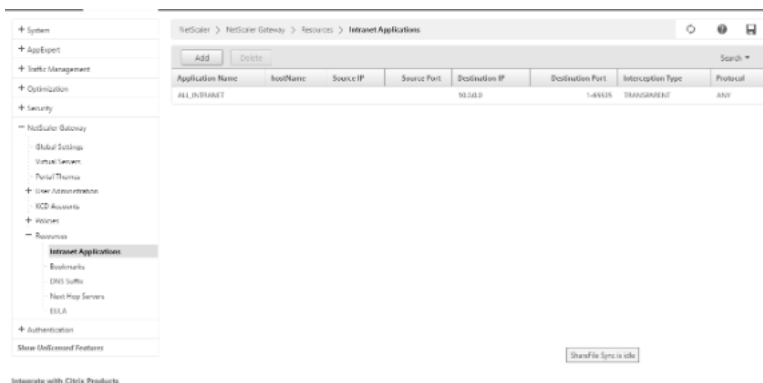 + System
+ AppExpert
+ Traffic Management
+ Optimization
+ Security
− NetScaler Gateway
Global Settings
Virtual Servers
Portal Themes
+ User Administration
KCD Accounts
+ Policies
− Resources
Intranet Applications
Bookmarks
DNS Suffix
Next Hop Servers
EULA
+ Authentication
Show Unlicensed Features
Integrate with Citrix Products
NetScaler > NetScaler Gateway > Resources > Intranet Applications
Add Delete Search
Application Name hostName Source IP Source Port Destination IP Destination Port Interception Type Protocol
ALL_INTRANET 1-65535 TRANSPARENT ANY
ShareFile Sync is idle